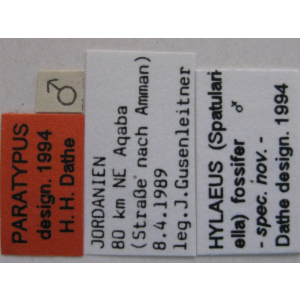 ♂
PARATYPUS
design. 1994
H. H. Dathe
JORDANIEN
80 km NE Aqaba
(Straße nach Amman)
8.4.1989
leg.J.Gusenleitner
HYLAEUS (Spatulari
ella) fossifer ♂
- spec. nov. -
Dathe design. 1994